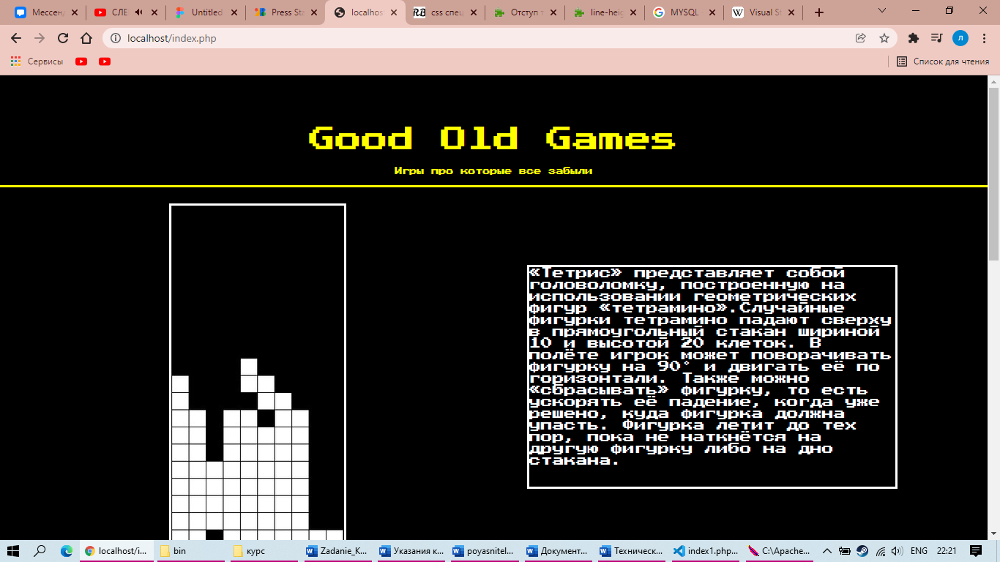 Мессенд
СЛЕ
Untitled
Press Sta
localhos
css спец
Отступ т
line-heig
MYSQL
Visual St
localhost/index.php
л
Сервисы
Список для чтения
Good Old Games
Игры про которые все забыли
«Тетрис» представляет собой
головоломку, построенную на
использовании геометрических
фигур «тетрамино».Случайные
фигурки тетрамино падают сверху
в прямоугольный стакан шириной
10 и высотой 20 клеток. В
полёте игрок может поворачивать
фигурку на 90° и двигать её по
горизонтали. Также можно
«сбрасывать» фигурку, то есть
ускорять её падение, когда уже
решено, куда фигурка должна
упасть. Фигурка летит до тех
пор, пока не наткнётся на
другую фигурку либо на дно
стакана.
localhost/i...
bin
курс
Zadanie_K...
Указания к...
poyasnitel...
Документ...
Техническ...
index1.php...
C:\Apache...
ENG
22:21